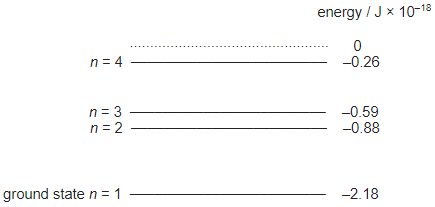 energy / J × 10⁻¹⁸
0
n = 4 −0.26
n = 3 −0.59
n = 2 −0.88
ground state n = 1 −2.18